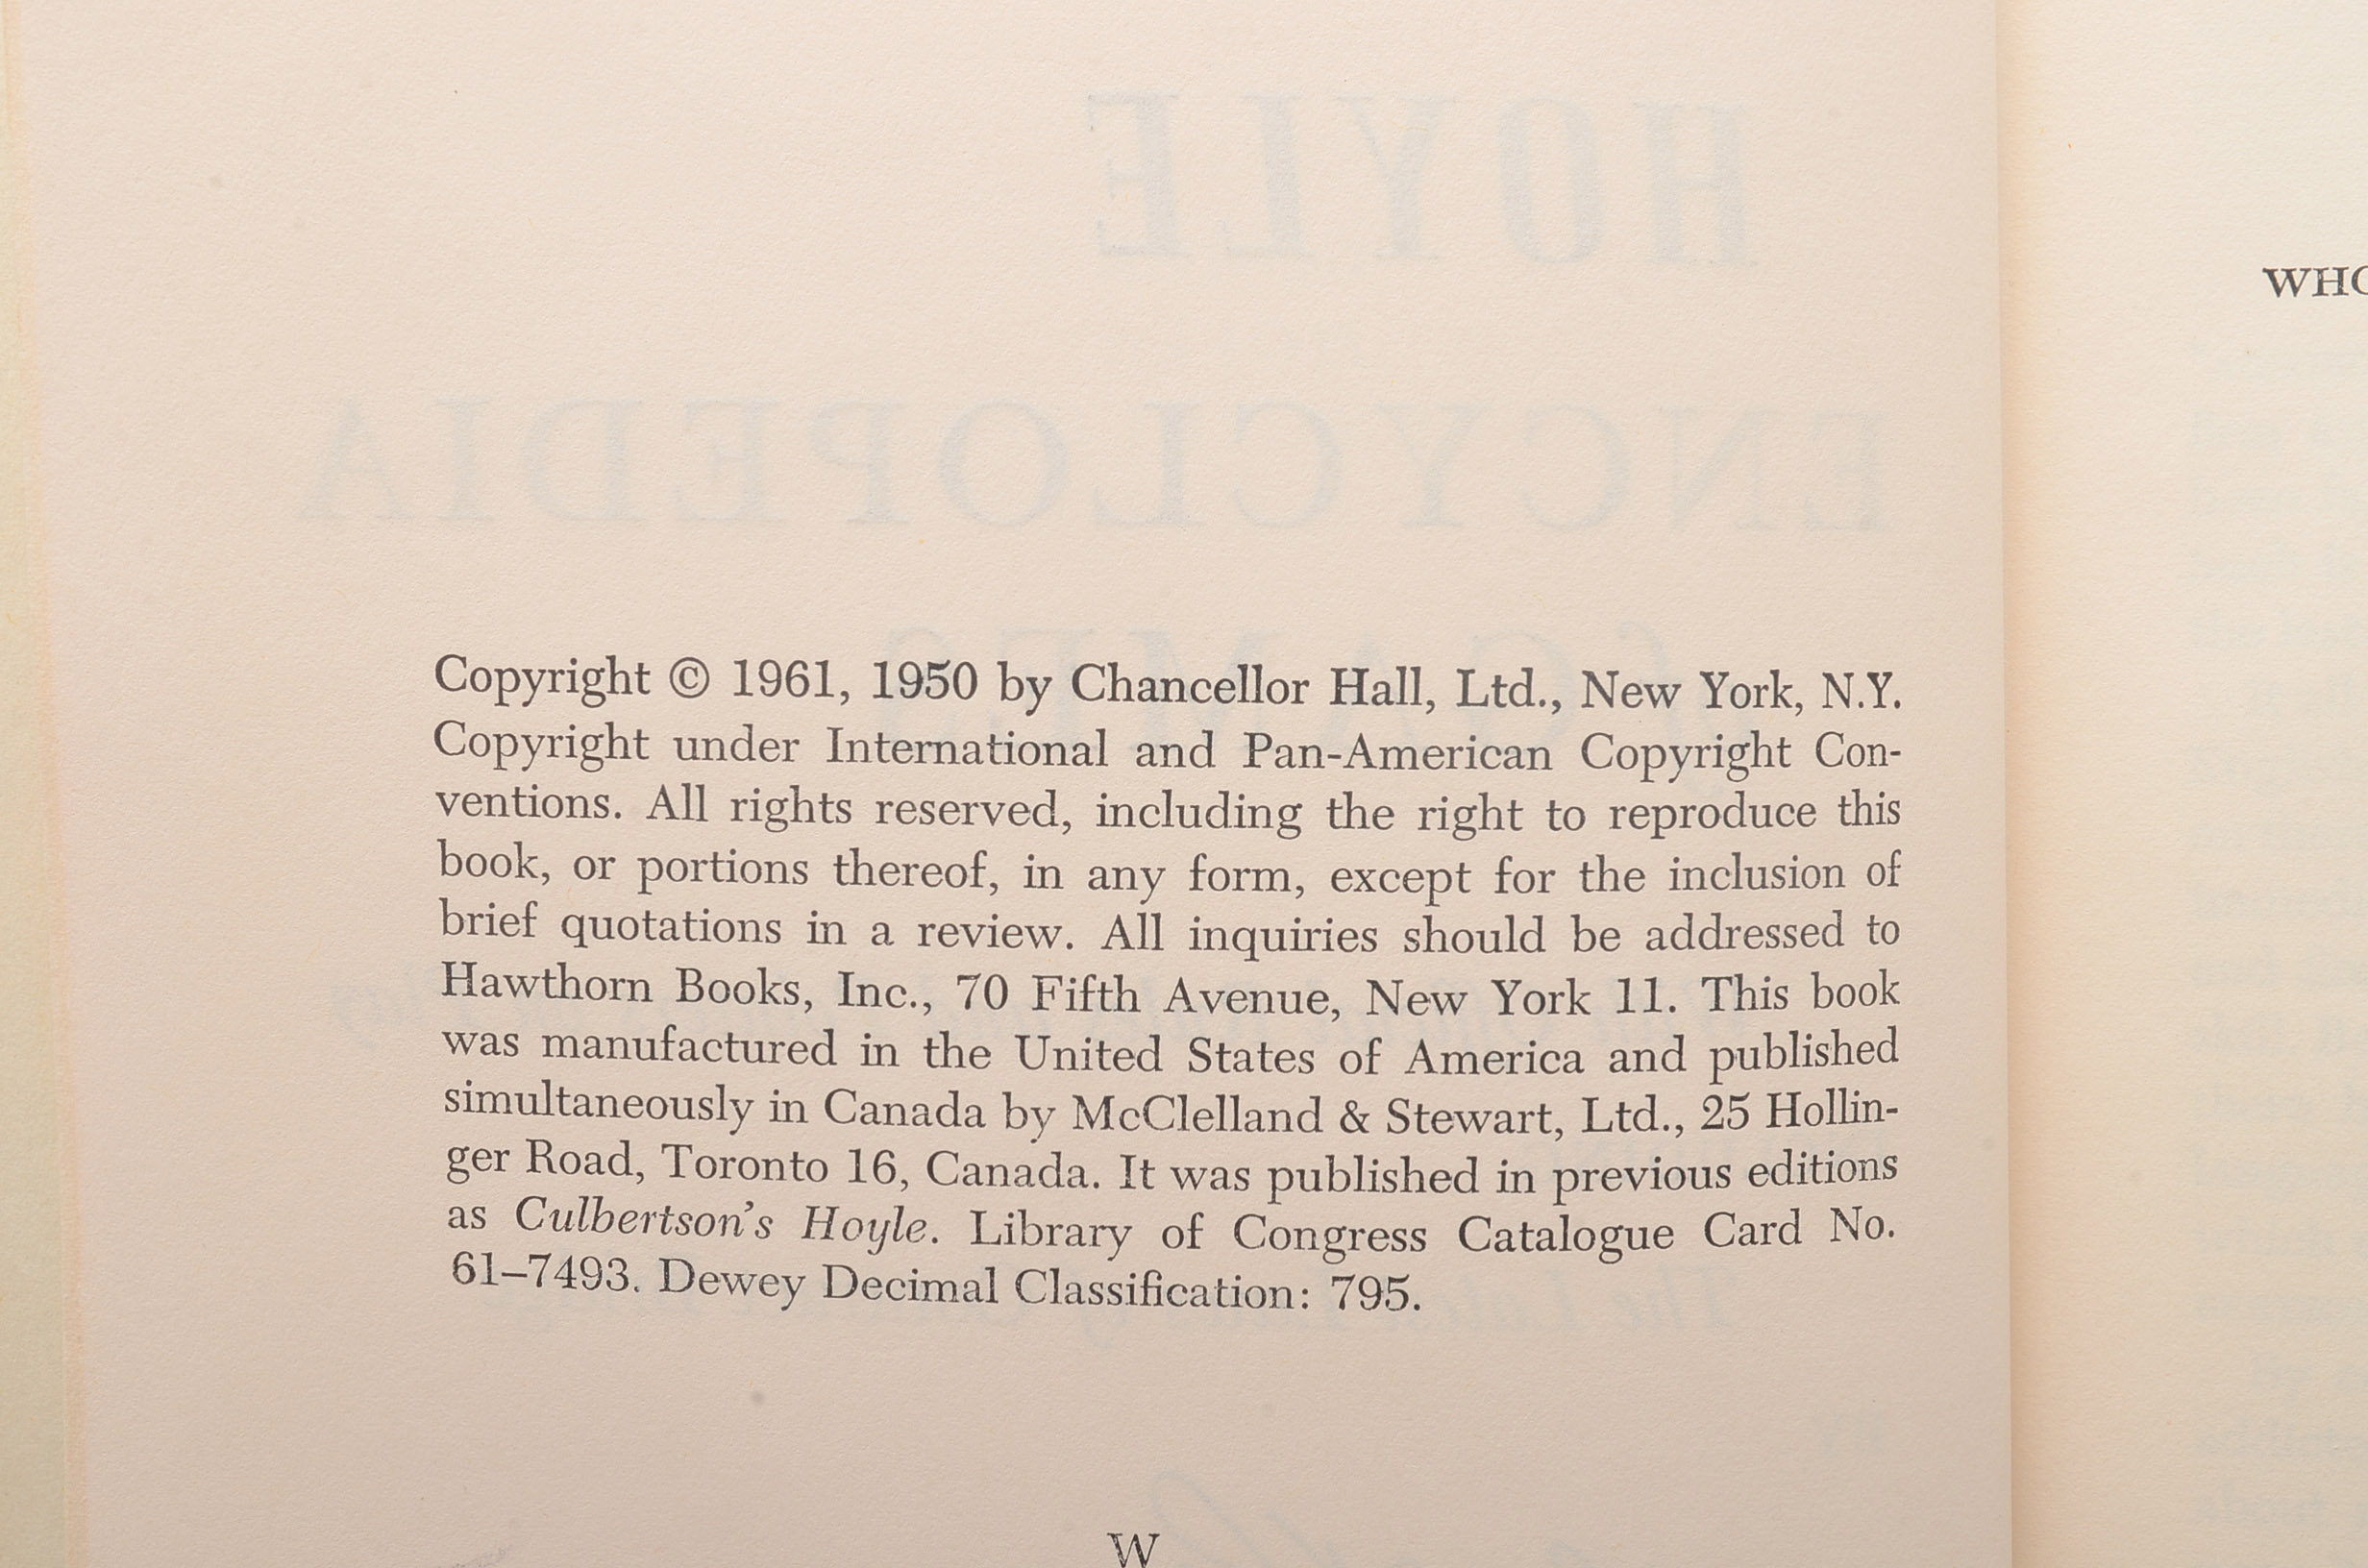 HOYLE
ENCYCLOPEDIA
GAMES
WHO
Copyright © 1961, 1950 by Chancellor Hall, Ltd., New York, N.Y.
Copyright under International and Pan-American Copyright Con-
ventions. All rights reserved, including the right to reproduce this
book, or portions thereof, in any form, except for the inclusion of
brief quotations in a review. All inquiries should be addressed to
Hawthorn Books, Inc., 70 Fifth Avenue, New York 11. This book
was manufactured in the United States of America and published
simultaneously in Canada by McClelland & Stewart, Ltd., 25 Hollin-
ger Road, Toronto 16, Canada. It was published in previous editions
as Culbertson's Hoyle. Library of Congress Catalogue Card No.
61–7493. Dewey Decimal Classification: 795.
W